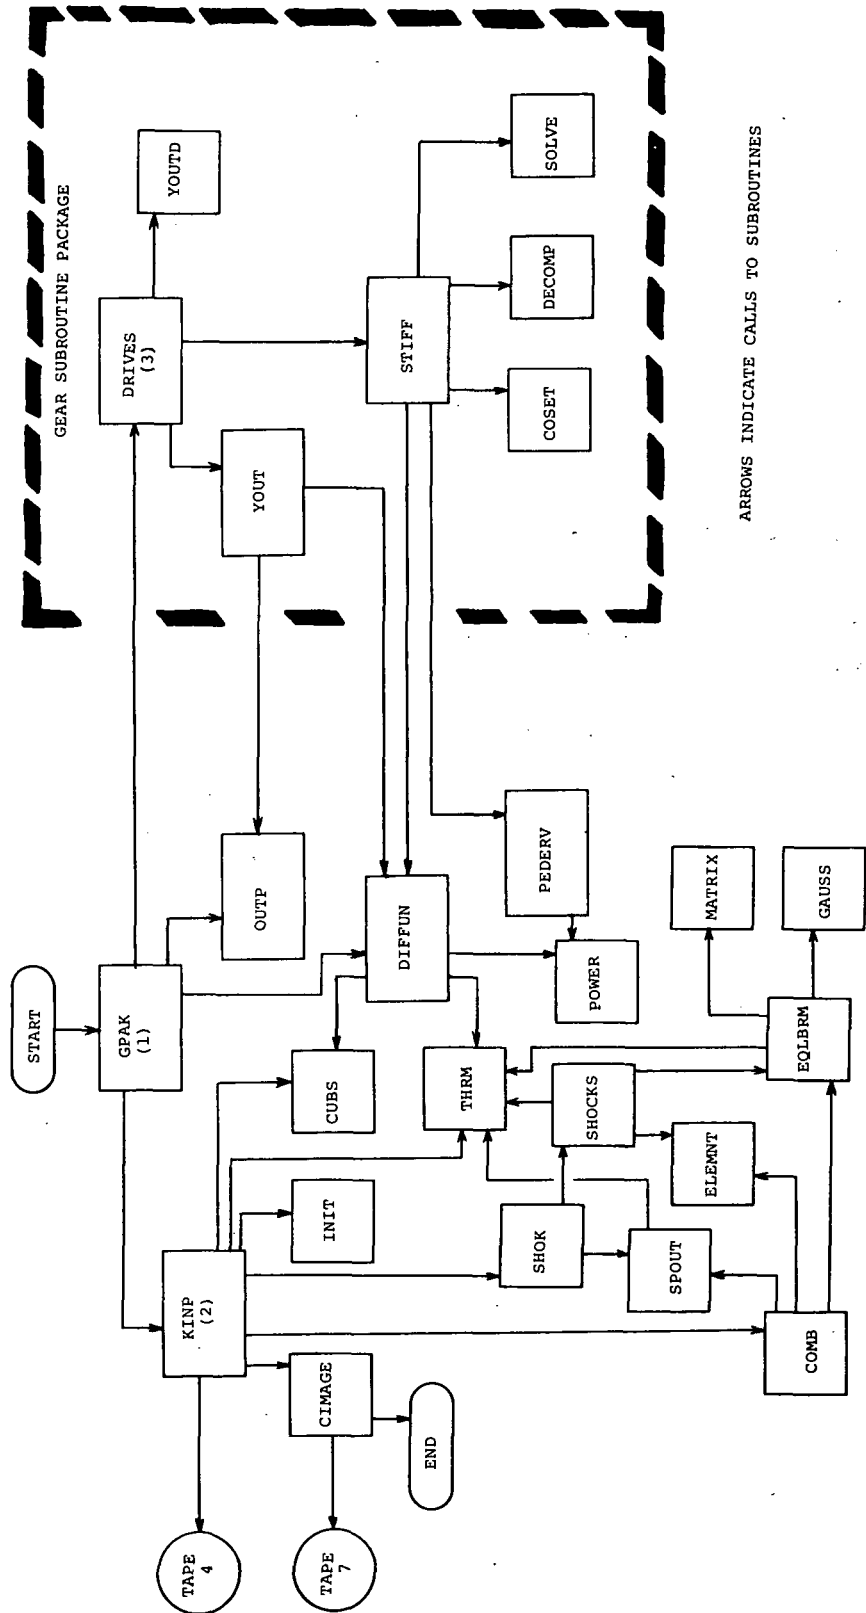 GEAR SUBROUTINE PACKAGE
YOUTD
DRIVES
(3)
YOUT
STIFF
SOLVE
DECOMP
COSET
ARROWS INDICATE CALLS TO SUBROUTINES
START
GPAK
(1)
OUTP
DIFFUN
PEDERV
POWER
MATRIX
GAUSS
EQLBRM
CUBS
THRM
SHOCKS
ELEMNT
INIT
SHOK
SPOUT
KINP
(2)
COMB
CIMAGE
END
TAPE
4
TAPE
7